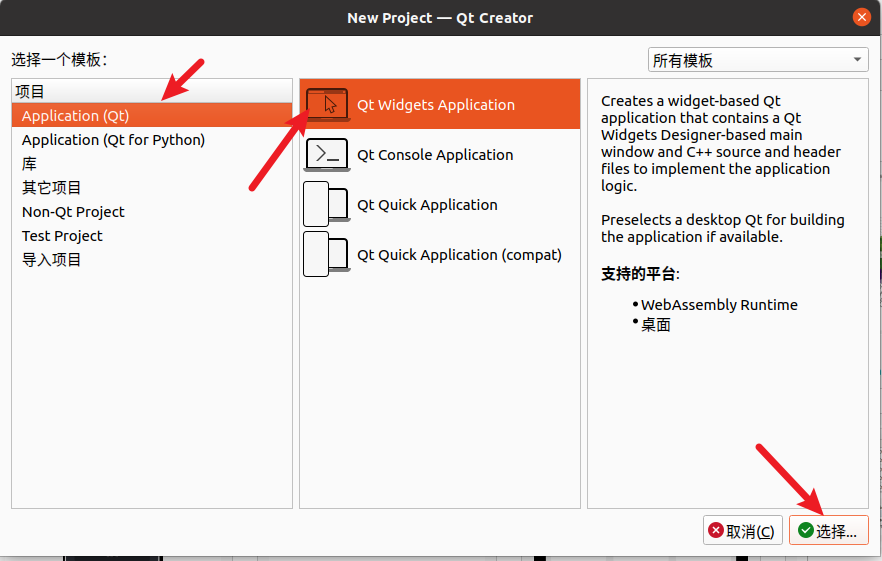 New Project — Qt Creator
选择一个模板:
所有模板
项目
Application (Qt)
Application (Qt for Python)
库
其它项目
Non-Qt Project
Test Project
导入项目
Qt Widgets Application
Qt Console Application
Qt Quick Application
Qt Quick Application (compat)
Creates a widget-based Qt
application that contains a Qt
Widgets Designer-based main
window and C++ source and header
files to implement the application
logic.
Preselects a desktop Qt for building
the application if available.
支持的平台:
•WebAssembly Runtime
•桌面
取消(C)
选择...